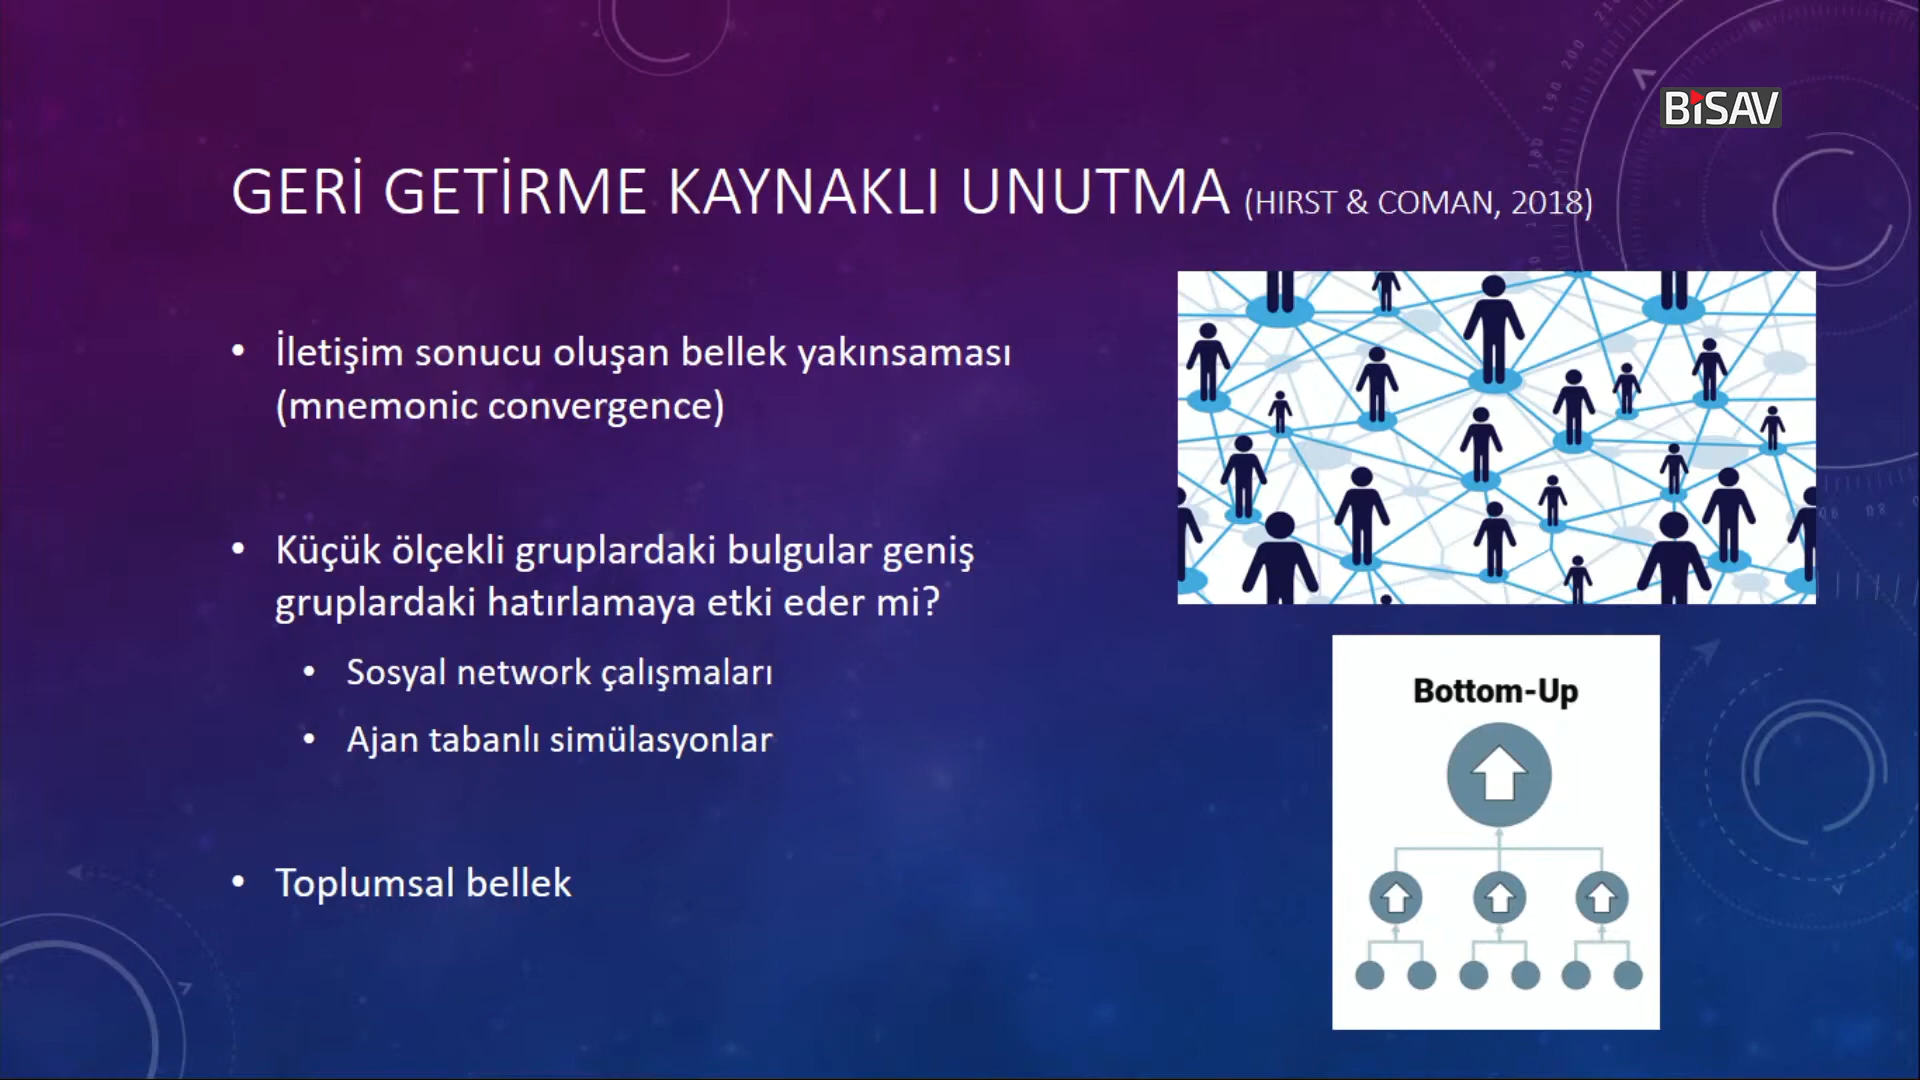 BİSAV
GERİ GETİRME KAYNAKLI UNUTMA (HIRST & COMAN, 2018)
• İletişim sonucu oluşan bellek yakınsaması
(mnemonic convergence)
• Küçük ölçekli gruplardaki bulgular geniş
gruplardaki hatırlamaya etki eder mi?
• Sosyal network çalışmaları
• Ajan tabanlı simülasyonlar
• Toplumsal bellek
Bottom-Up